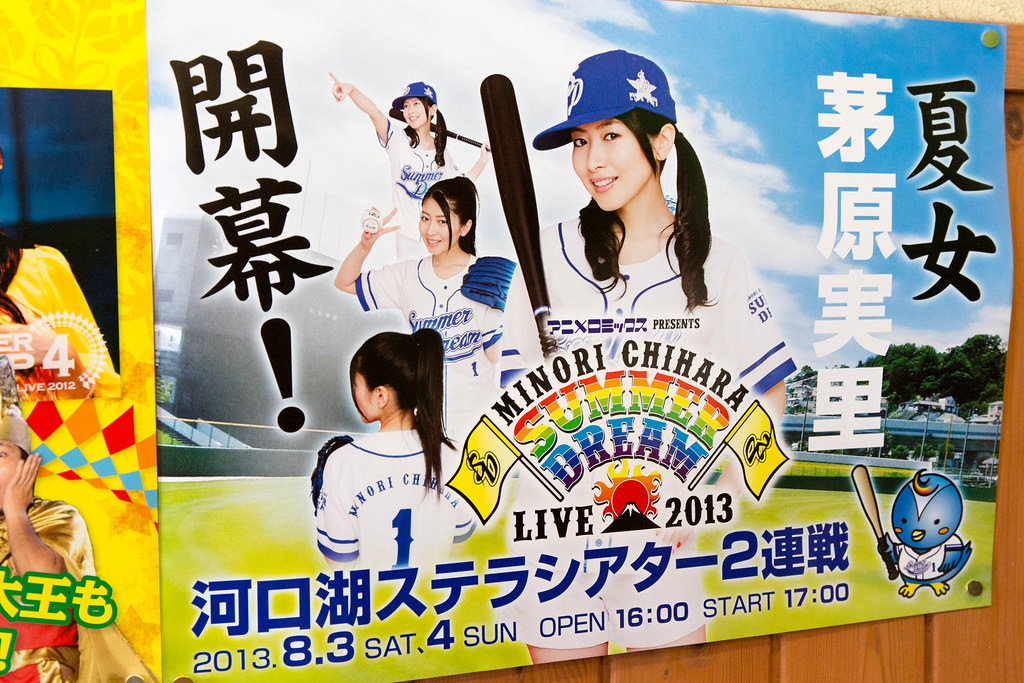 開幕!
夏女
茅原実里
Summer
Summer
Dream
1
アニメロミックス PRESENTS
MINORI CHIHARA
SUMMER
DREAM
LIVE 2013
SD
MINORI CHIHARA
1
河口湖ステラシアター2連戦
2013.8.3 SAT、4 SUN OPEN 16:00 START 17:00
4
LIVE 2012
大王も